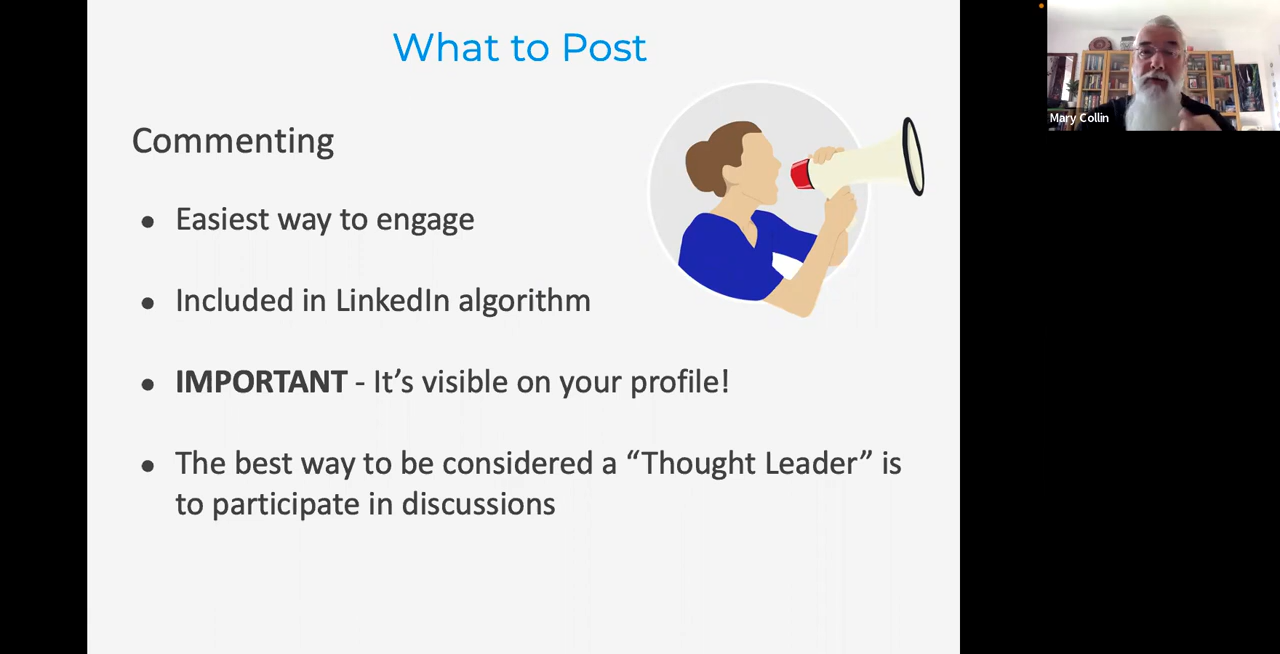 What to Post
Commenting
● Easiest way to engage
● Included in LinkedIn algorithm
● IMPORTANT - It’s visible on your profile!
● The best way to be considered a “Thought Leader” is
to participate in discussions
Mary Collin